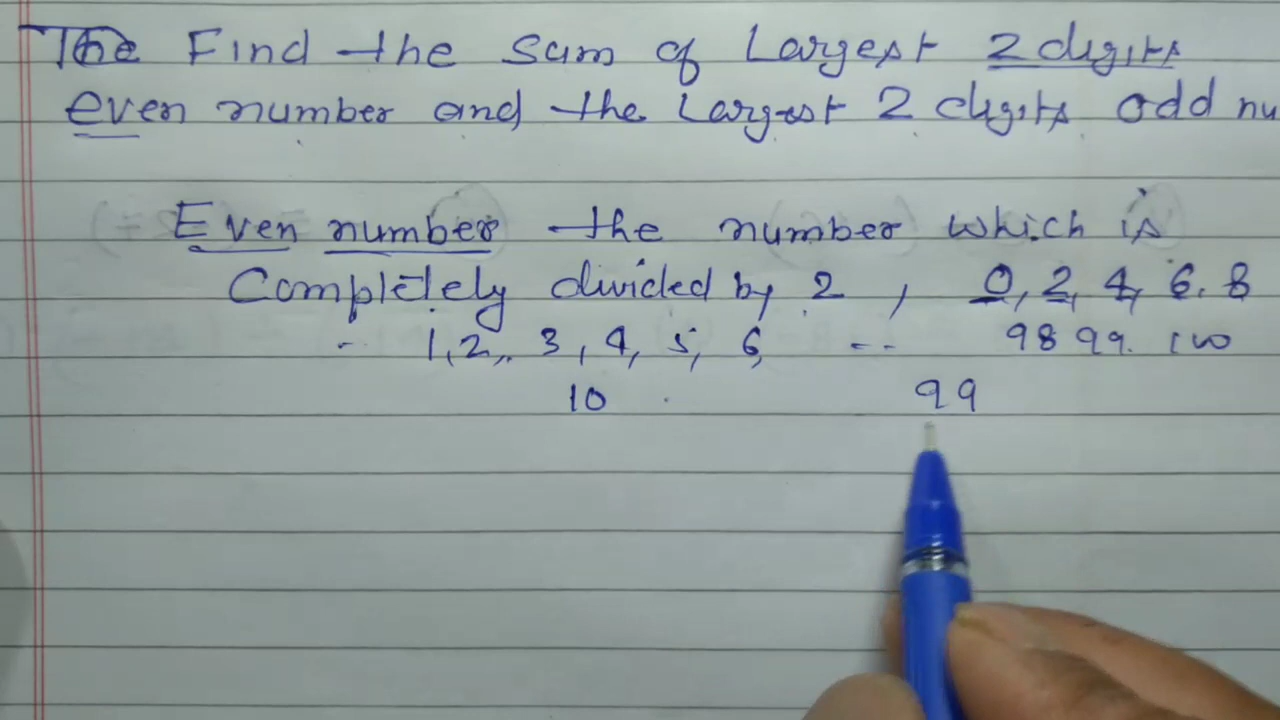 The Find the sum of Largest 2 digits
even number and the Largest 2 digits odd nu
Even number the number which is
Completely divided by 2 , 0, 2, 4, 6, 8
1, 2, 3, 4, 5, 6, -- 98 99. 100
10 99